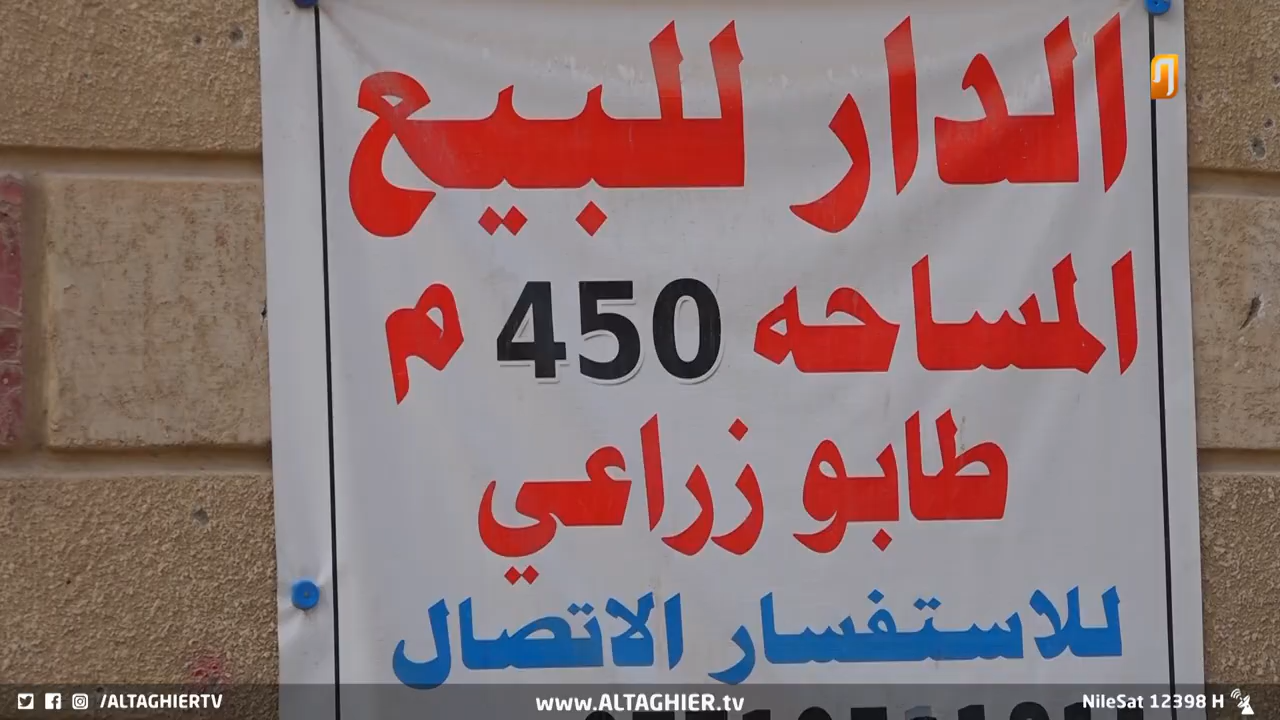 الدار للبيع
المساحه 450 م
طابو زراعي
للاستفسار الاتصال
/ALTAGHIERTV
www.ALTAGHIER.tv
NileSat 12398 H